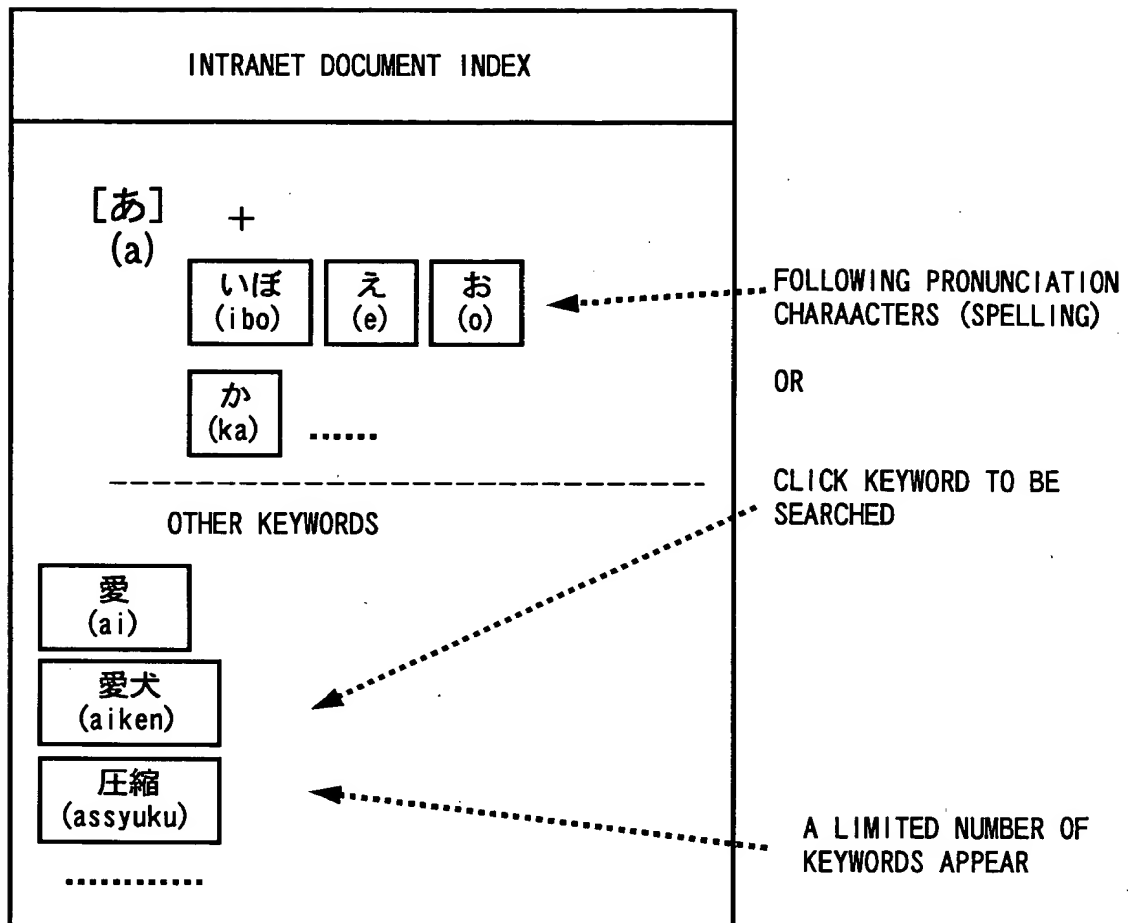 INTRANET DOCUMENT INDEX
[あ] +
(a)
いぼ え お
(ibo) (e) (o)
か
(ka) ......
FOLLOWING PRONUNCIATION
CHARAACTERS (SPELLING)
OR
CLICK KEYWORD TO BE
SEARCHED
OTHER KEYWORDS
愛
(ai)
愛犬
(aiken)
圧縮
(assyuku)
............
A LIMITED NUMBER OF
KEYWORDS APPEAR